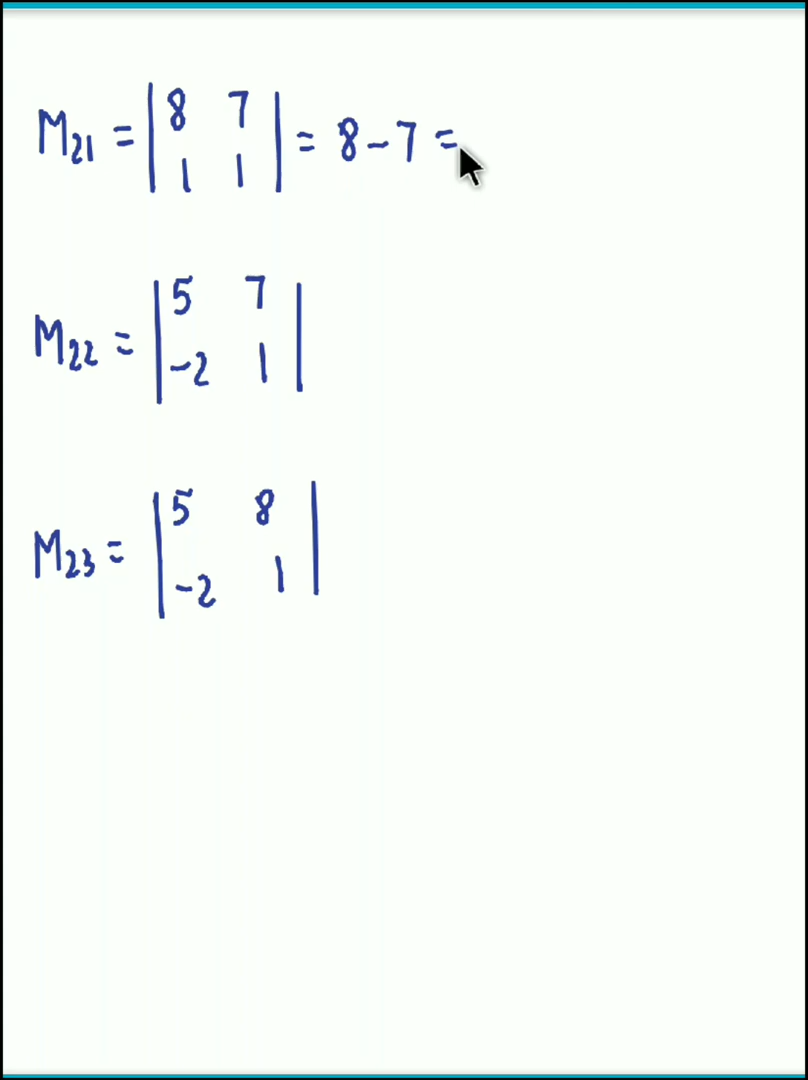 M21 = | 8 7 | = 8 - 7 =
| 1 1 |
M22 = | 5 7 |
| -2 1 |
M23 = | 5 8 |
| -2 1 |